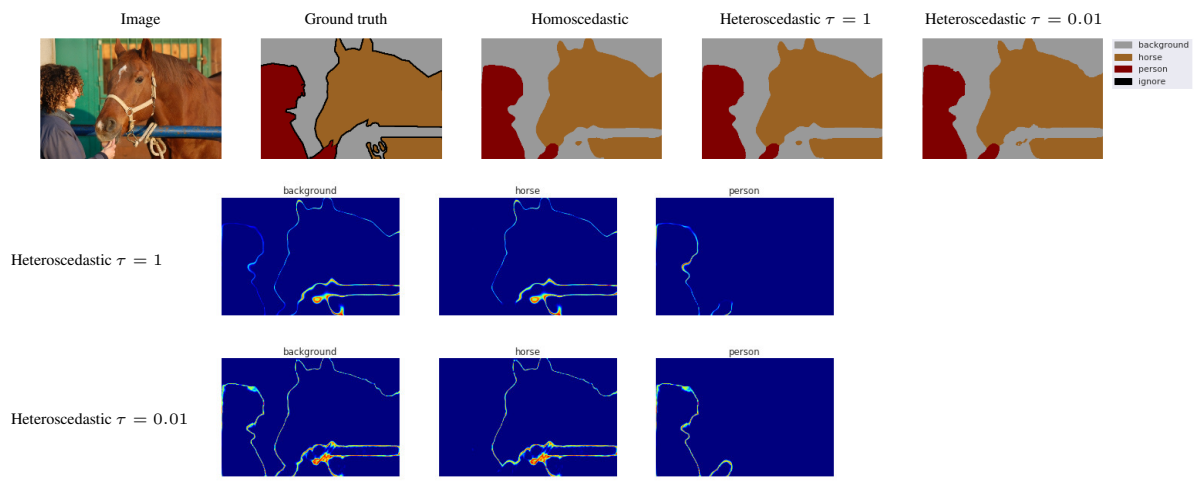 Image
Ground truth
Homoscedastic
Heteroscedastic τ = 1
Heteroscedastic τ = 0.01
background
horse
person
ignore
background
horse
person
Heteroscedastic τ = 1
background
horse
person
Heteroscedastic τ = 0.01